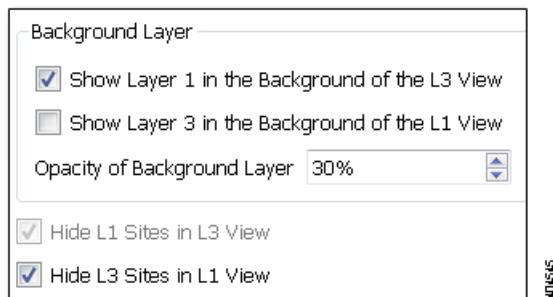 Background Layer
Show Layer 1 in the Background of the L3 View
Show Layer 3 in the Background of the L1 View
Opacity of Background Layer 30%
Hide L1 Sites in L3 View
Hide L3 Sites in L1 View